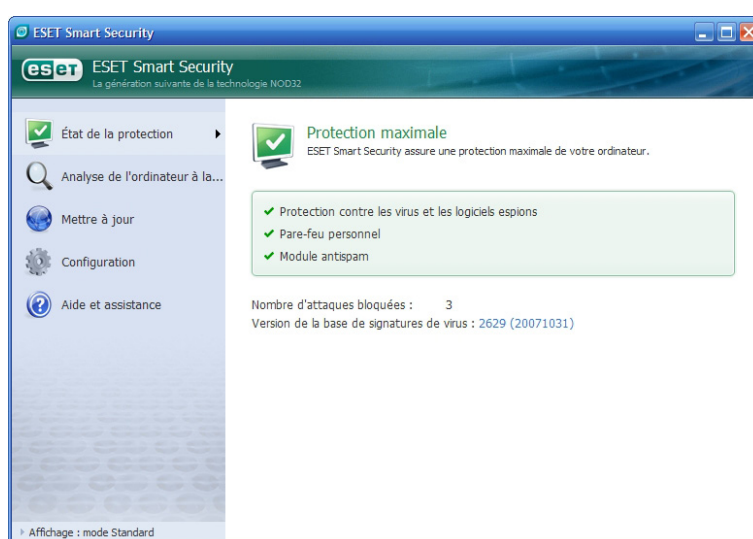 ESET Smart Security
eseT
ESET Smart Security
La génération suivante de la technologie NOD32
État de la protection
Analyse de l'ordinateur à la...
Mettre à jour
Configuration
Aide et assistance
Affichage : mode Standard
Protection maximale
ESET Smart Security assure une protection maximale de votre ordinateur.
Protection contre les virus et les logiciels espions
Pare-feu personnel
Module antispam
Nombre d'attaques bloquées : 3
Version de la base de signatures de virus : 2629 (20071031)